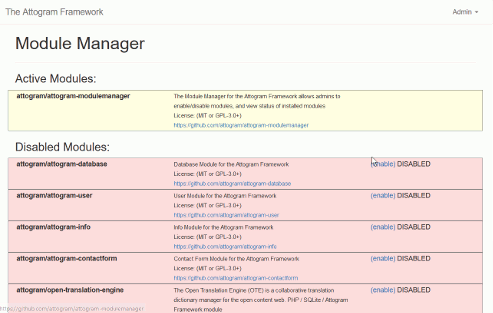 The Attogram Framework
Admin
Module Manager
Active Modules:
attogram/attogram-modulemanager
The Module Manager for the Attogram Framework allows admins to
enable/disable modules, and view status of installed modules
License: (MIT or GPL-3.0+)
https://github.com/attogram/attogram-modulemanager
Disabled Modules:
attogram/attogram-database
Database Module for the Attogram Framework
(enable) DISABLED
License: (MIT or GPL-3.0+)
https://github.com/attogram/attogram-database
attogram/attogram-user
User Module for the Attogram Framework
(enable) DISABLED
License: (MIT or GPL-3.0+)
https://github.com/attogram/attogram-user
attogram/attogram-info
Info Module for the Attogram Framework
(enable) DISABLED
License: (MIT or GPL-3.0+)
https://github.com/attogram/attogram-info
attogram/attogram-contactform
Contact Form Module for the Attogram Framework
(enable) DISABLED
License: (MIT or GPL-3.0+)
https://github.com/attogram/attogram-contactform
attogram/open-translation-engine
The Open Translation Engine (OTE) is a collaborative translation
(enable) DISABLED
dictionary manager for the open content web. PHP / SQLite / Attogram
Framework module
https://github.com/attogram/attogram-modulemanager